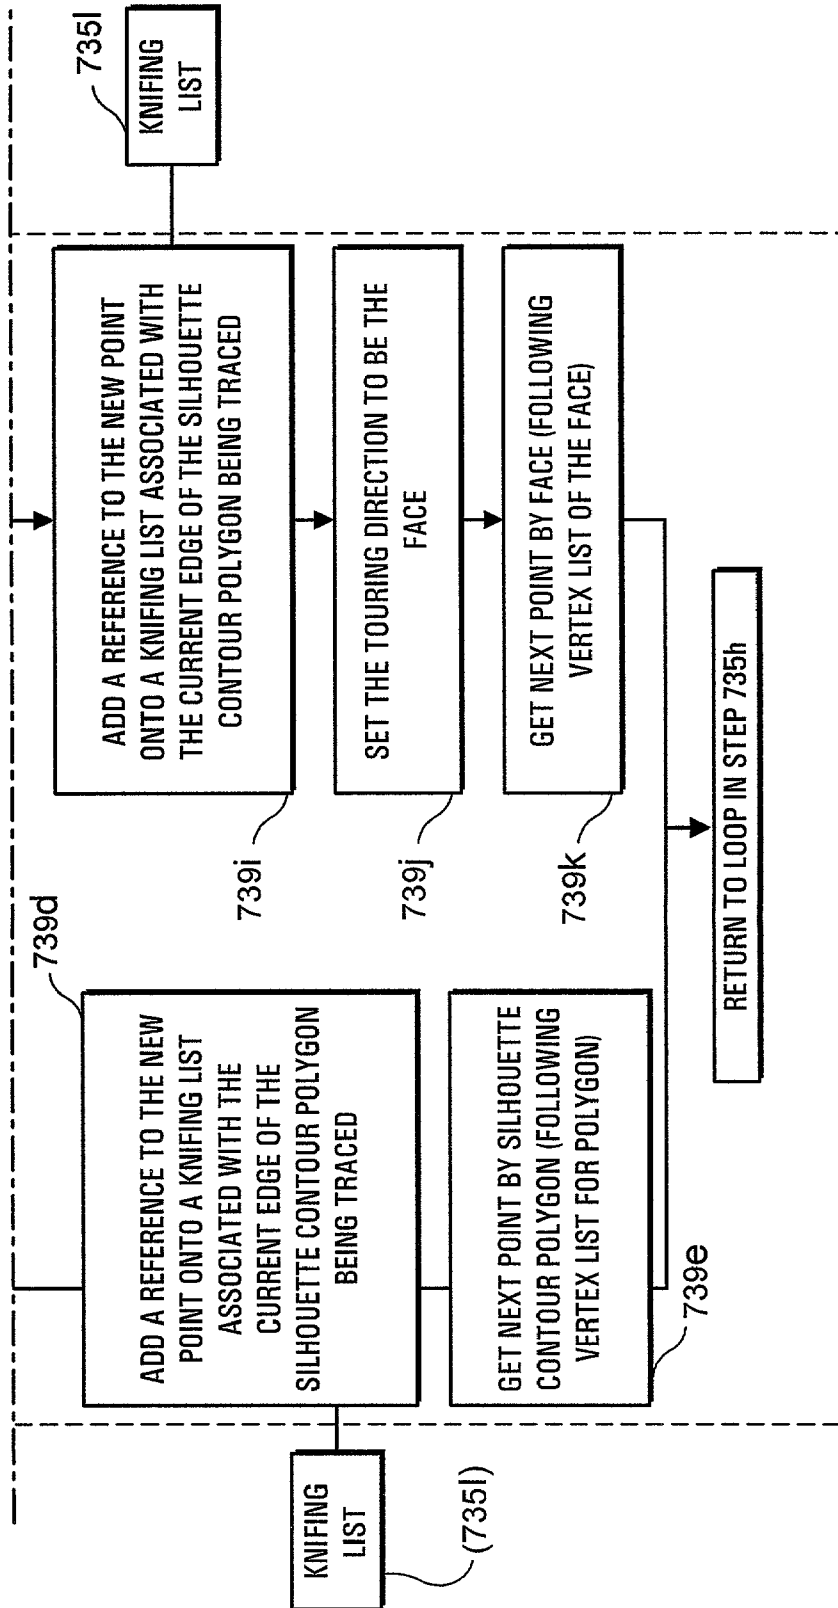 739d
ADD A REFERENCE TO THE NEW
POINT ONTO A KNIFING LIST
ASSOCIATED WITH THE
CURRENT EDGE OF THE
SILHOUETTE CONTOUR POLYGON
BEING TRACED
KNIFING
LIST
(735l)
GET NEXT POINT BY SILHOUETTE
CONTOUR POLYGON (FOLLOWING
VERTEX LIST FOR POLYGON)
739e
ADD A REFERENCE TO THE NEW POINT
ONTO A KNIFING LIST ASSOCIATED WITH
THE CURRENT EDGE OF THE SILHOUETTE
CONTOUR POLYGON BEING TRACED
739i
KNIFING
LIST
735l
SET THE TOURING DIRECTION TO BE THE
FACE
739j
GET NEXT POINT BY FACE (FOLLOWING
VERTEX LIST OF THE FACE)
739k
RETURN TO LOOP IN STEP 735h